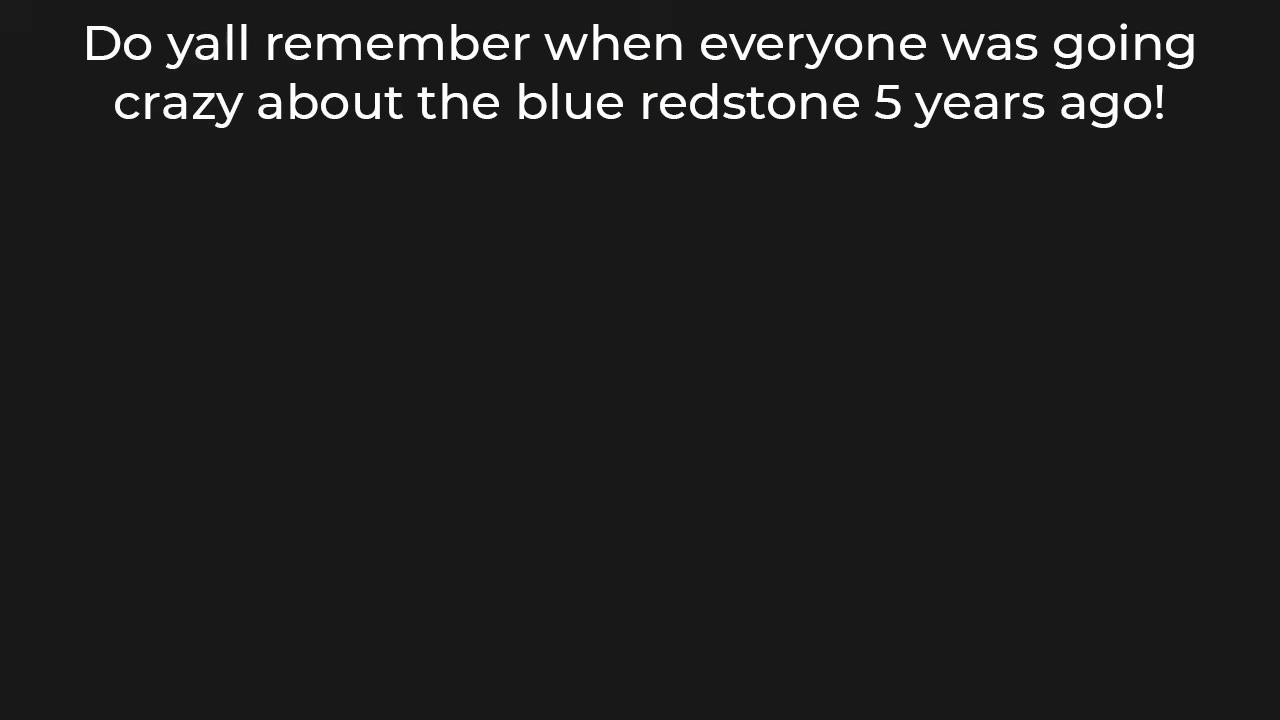 Do yall remember when everyone was going
crazy about the blue redstone 5 years ago!